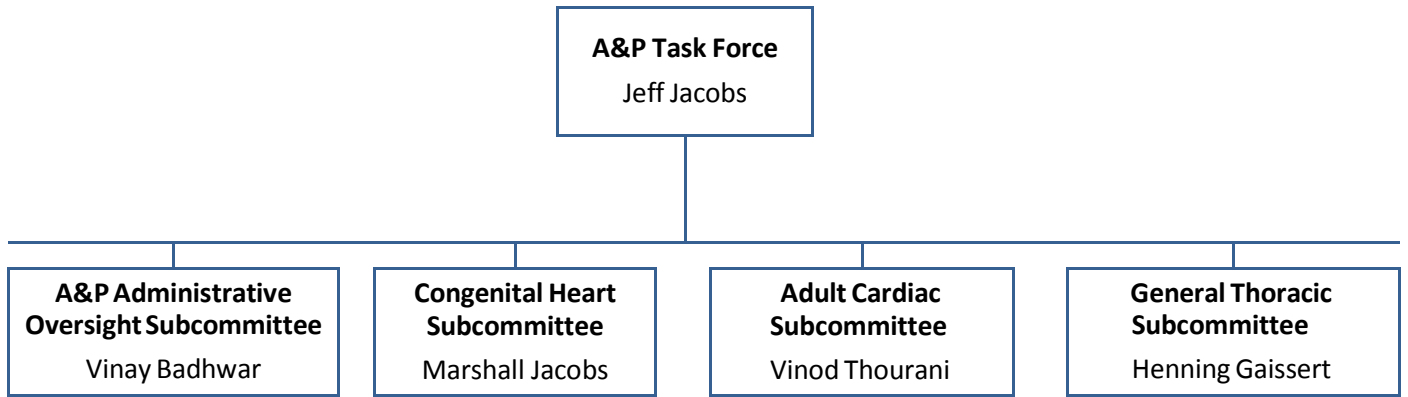 A&P Task Force
Jeff Jacobs
A&P Administrative
Oversight Subcommittee
Vinay Badhwar
Congenital Heart
Subcommittee
Marshall Jacobs
Adult Cardiac
Subcommittee
Vinod Thourani
General Thoracic
Subcommittee
Henning Gaissert